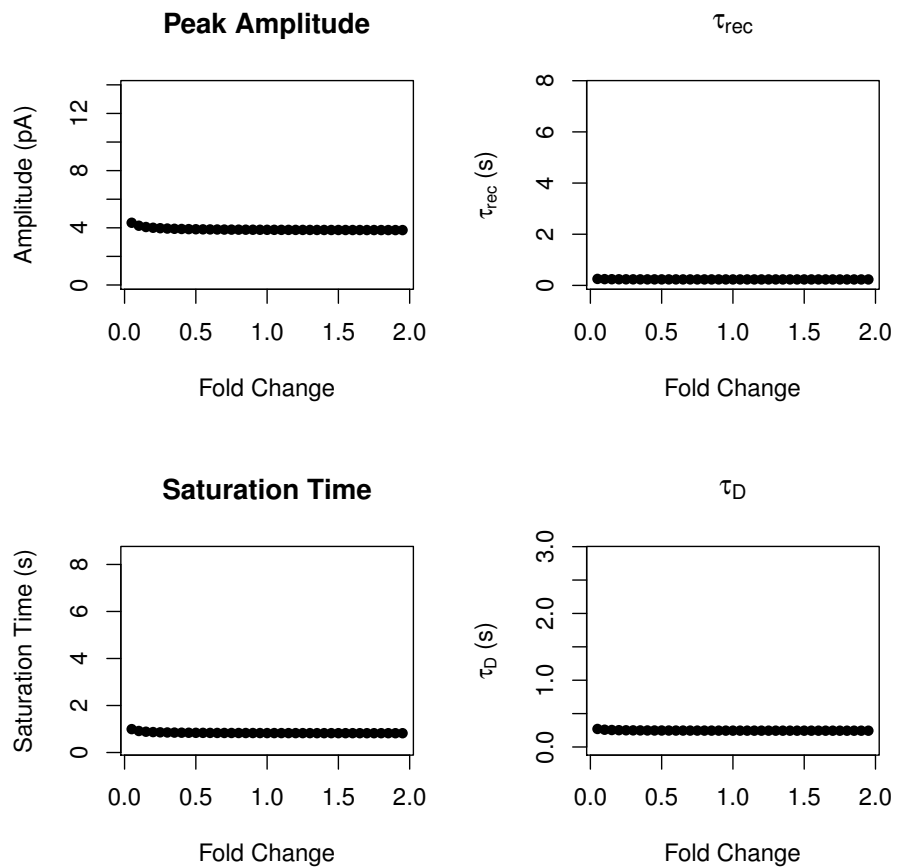 Peak Amplitude
Amplitude (pA)
0 4 8 12
0.0 0.5 1.0 1.5 2.0
Fold Change
τrec
τrec (s)
0 2 4 6 8
0.0 0.5 1.0 1.5 2.0
Fold Change
Saturation Time
Saturation Time (s)
0 2 4 6 8
0.0 0.5 1.0 1.5 2.0
Fold Change
τD
τD (s)
0.0 1.0 2.0 3.0
0.0 0.5 1.0 1.5 2.0
Fold Change